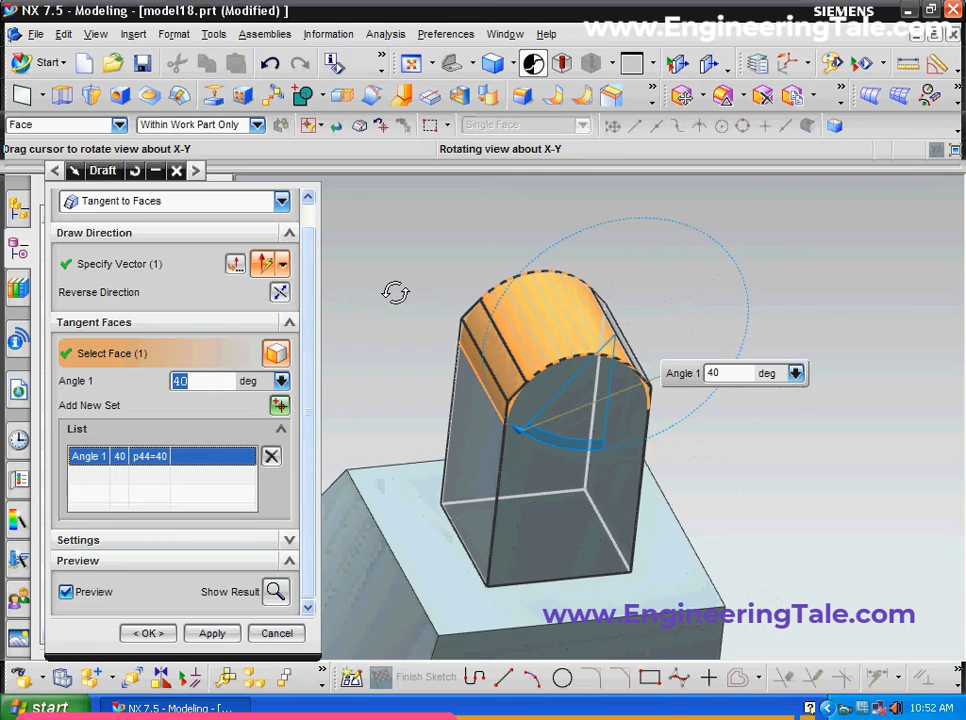 NX 7.5 - Modeling - [model18.prt (Modified) ]
SIEMENS
www.EngineeringTale.com
File Edit View Insert Format Tools Assemblies Information Analysis Preferences Window Help
Start
Face
Within Work Part Only
Single Face
Drag cursor to rotate view about X-Y
Rotating view about X-Y
Draft
Tangent to Faces
Draw Direction
Specify Vector (1)
Reverse Direction
Tangent Faces
Select Face (1)
Angle 1 40 deg
Add New Set
List
Angle 1 40 p44=40
Settings
Preview
Preview
Show Result
< OK >
Apply
Cancel
Angle 1 40 deg
www.EngineeringTale.com
Finish Sketch
start
NX 7.5 - Modeling - ...
10:52 AM